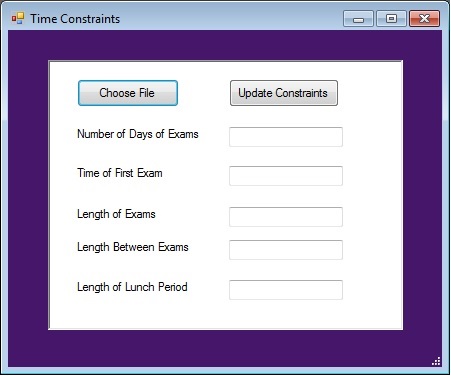 Time Constraints
Choose File
Update Constraints
Number of Days of Exams
Time of First Exam
Length of Exams
Length Between Exams
Length of Lunch Period